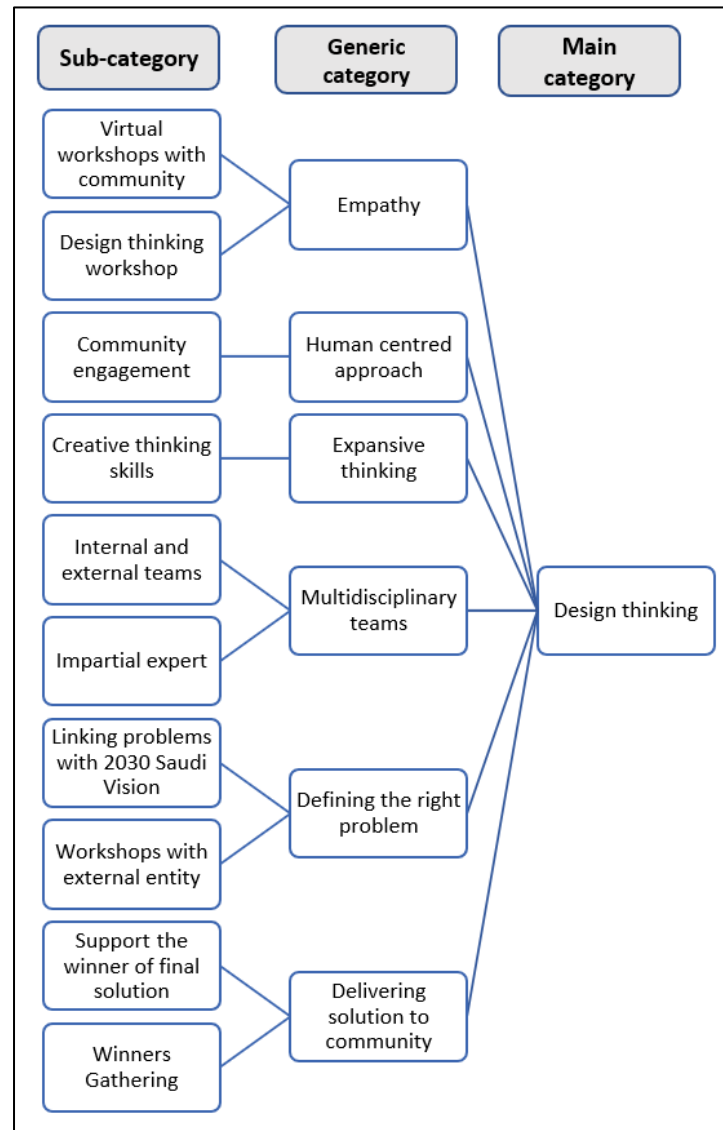 Sub-category
Generic
category
Main
category
Virtual
workshops with
community
Empathy
Design thinking
workshop
Community
engagement
Human centred
approach
Creative thinking
skills
Expansive
thinking
Internal and
external teams
Multidisciplinary
teams
Design thinking
Impartial expert
Linking problems
with 2030 Saudi
Vision
Defining the right
problem
Workshops with
external entity
Support the
winner of final
solution
Delivering
solution to
community
Winners
Gathering